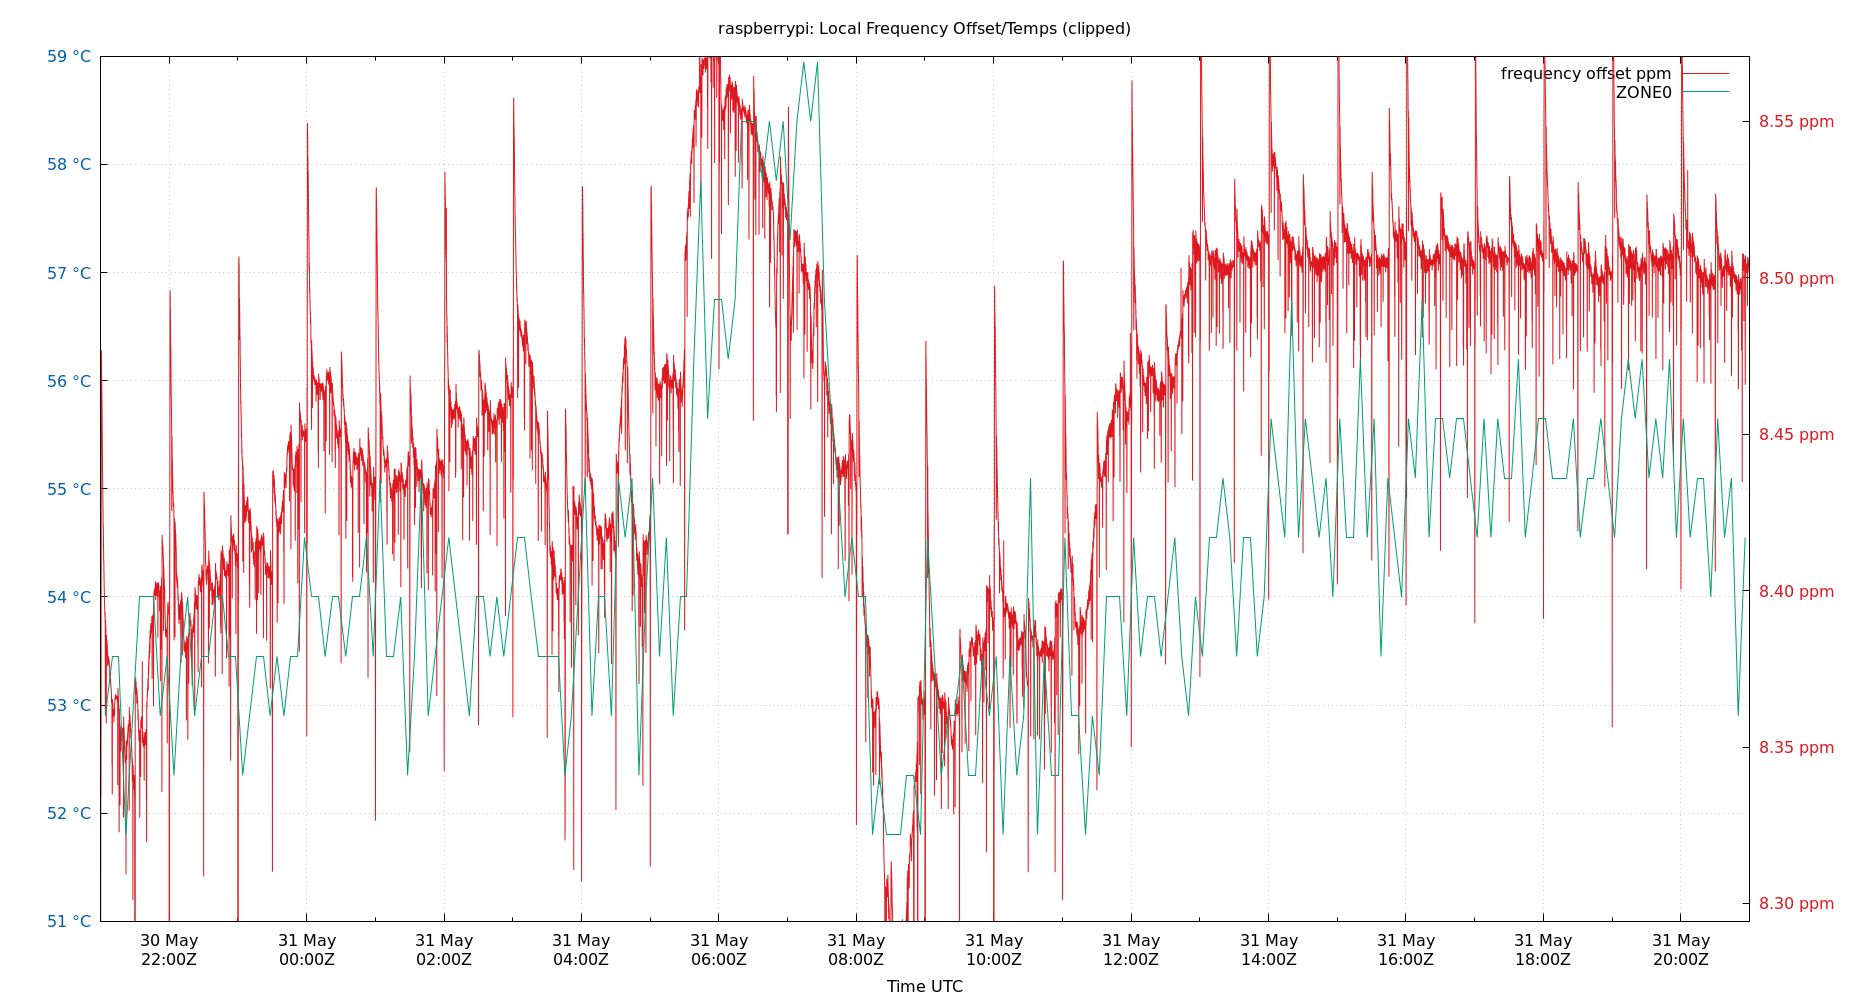 raspberrypi: Local Frequency Offset/Temps (clipped)
59 °C
58 °C
57 °C
56 °C
55 °C
54 °C
53 °C
52 °C
51 °C
frequency offset ppm
ZONE0
8.55 ppm
8.50 ppm
8.45 ppm
8.40 ppm
8.35 ppm
8.30 ppm
30 May
22:00Z
31 May
00:00Z
31 May
02:00Z
31 May
04:00Z
31 May
06:00Z
31 May
08:00Z
31 May
10:00Z
31 May
12:00Z
31 May
14:00Z
31 May
16:00Z
31 May
18:00Z
31 May
20:00Z
Time UTC